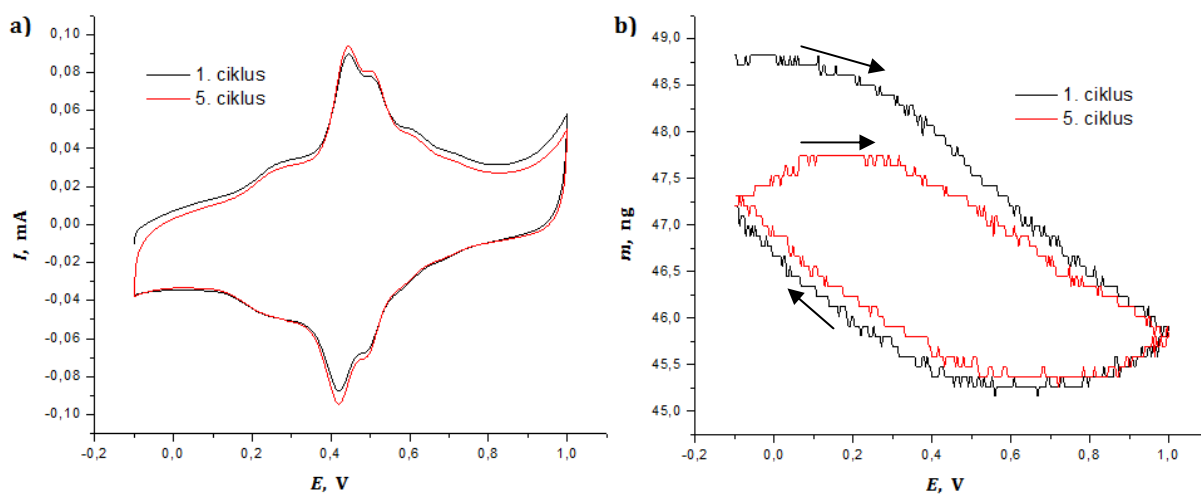 a)
I, mA
0,10
0,08
0,06
0,04
0,02
0,00
-0,02
-0,04
-0,06
-0,08
-0,10
1. ciklus
5. ciklus
-0,2 0,0 0,2 0,4 0,6 0,8 1,0
E, V
b)
m, ng
49,0
48,5
48,0
47,5
47,0
46,5
46,0
45,5
45,0
1. ciklus
5. ciklus
-0,2 0,0 0,2 0,4 0,6 0,8 1,0
E, V